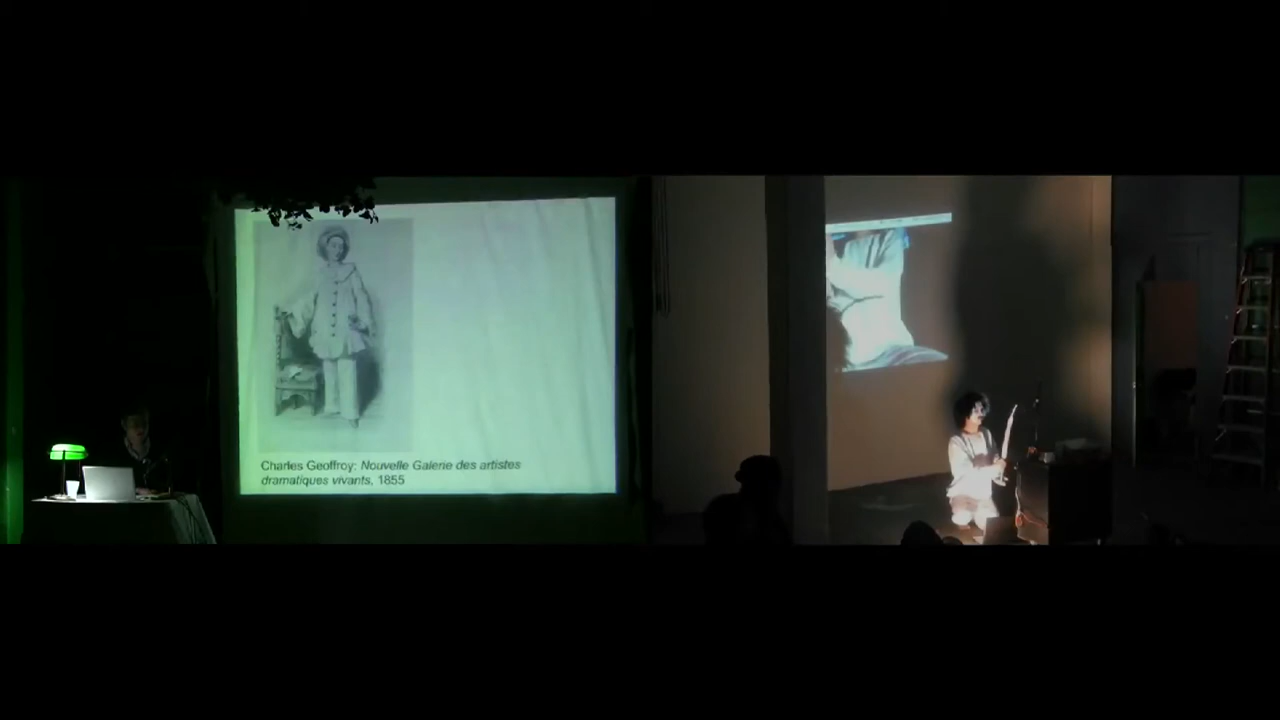 Charles Geoffroy: Nouvelle Galerie des artistes
dramatiques vivants, 1855